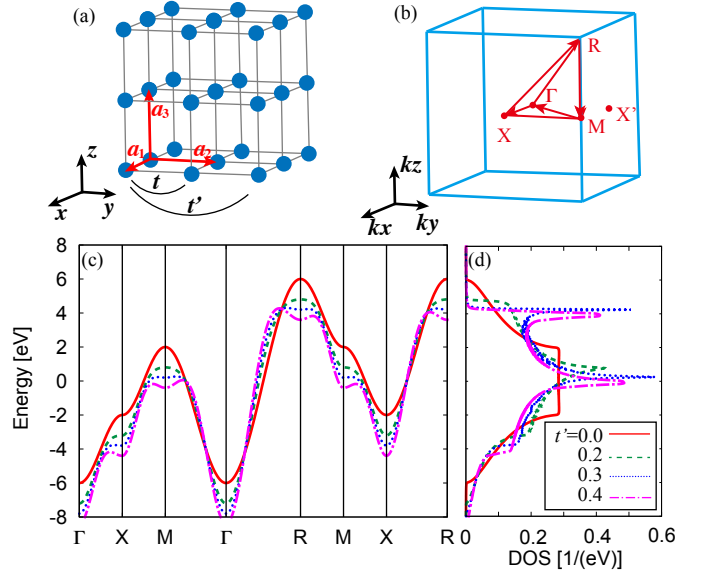 (a)
a3
a1
a2
z
x
y
t
t'
(b)
R
Γ
X
M
X'
kz
kx
ky
(c)
Energy [eV]
8
6
4
2
0
-2
-4
-6
-8
Γ X M Γ R M X R
(d)
t'=0.0
0.2
0.3
0.4
0 0.2 0.4 0.6
DOS [1/(eV)]